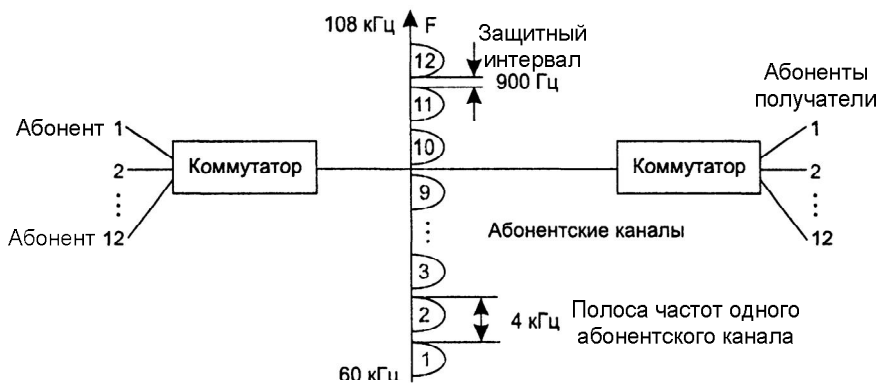 108 кГц
F
Защитный
интервал
900 Гц
12
11
10
9
⋮
3
2
1
60 кГц
Абонент 1
2
⋮
Абонент 12
Коммутатор
Коммутатор
Абоненты
получатели
1
2
⋮
12
Абонентские каналы
4 кГц
Полоса частот одного
абонентского канала